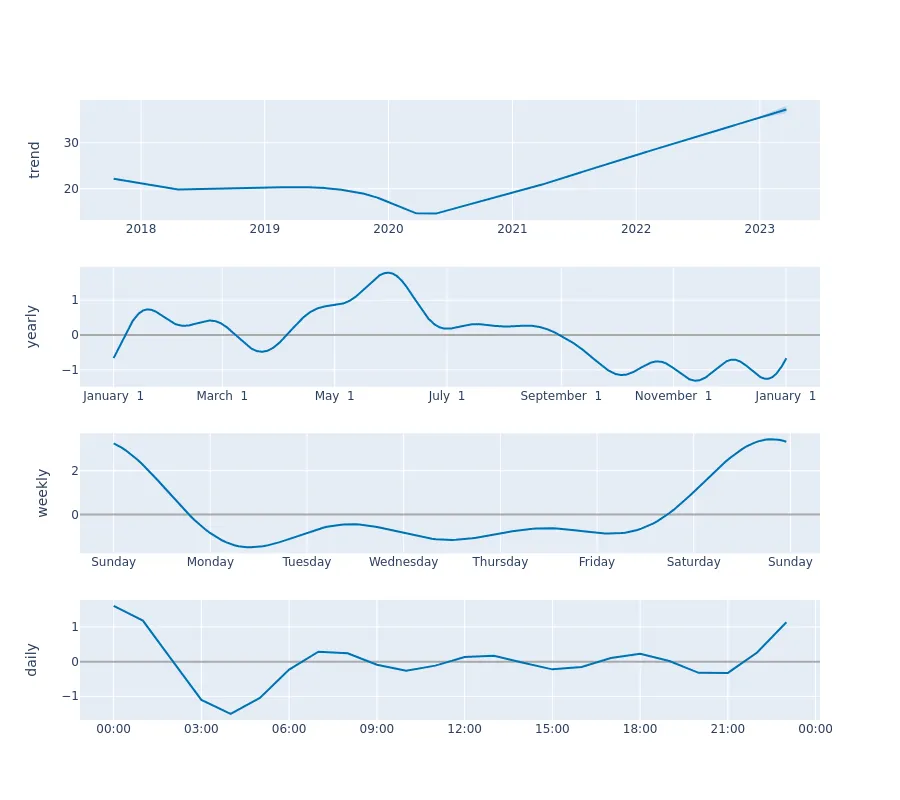 trend
30
20
2018 2019 2020 2021 2022 2023
yearly
1
0
−1
January 1 March 1 May 1 July 1 September 1 November 1 January 1
weekly
2
0
Sunday Monday Tuesday Wednesday Thursday Friday Saturday Sunday
daily
1
0
−1
00:00 03:00 06:00 09:00 12:00 15:00 18:00 21:00 00:00